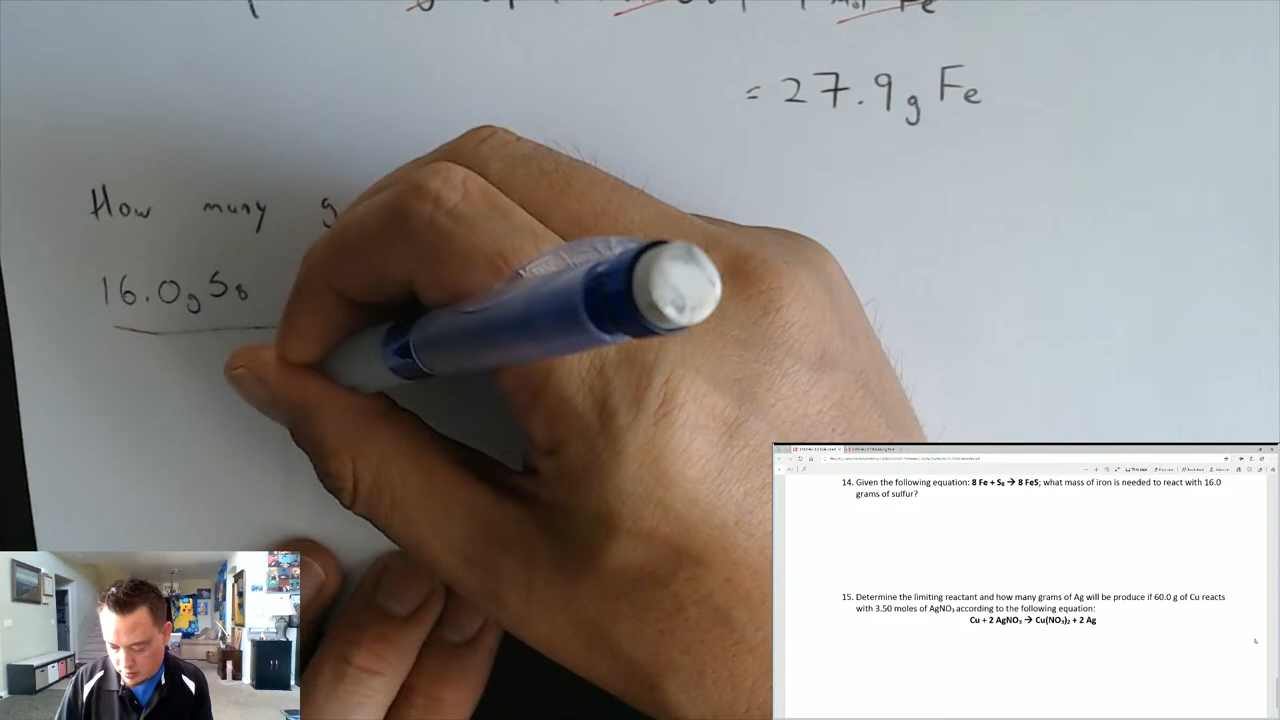 Fe
= 27.9g Fe
How many g
16.0g S8
14. Given the following equation: 8 Fe + S₈ → 8 FeS; what mass of iron is needed to react with 16.0
grams of sulfur?
15. Determine the limiting reactant and how many grams of Ag will be produce if 60.0 g of Cu reacts
with 3.50 moles of AgNO₃ according to the following equation:
Cu + 2 AgNO₃ → Cu(NO₃)₂ + 2 Ag